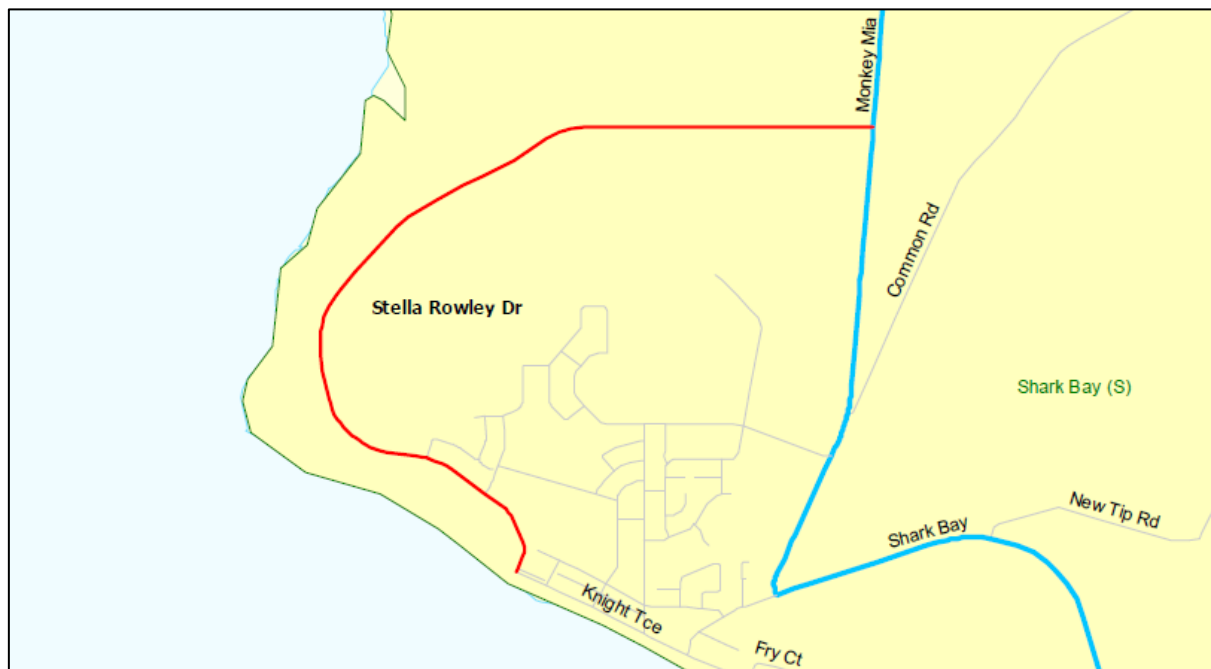 Monkey Mia
Common Rd
Stella Rowley Dr
Shark Bay (S)
New Tip Rd
Shark Bay
Knight Tce
Fry Ct